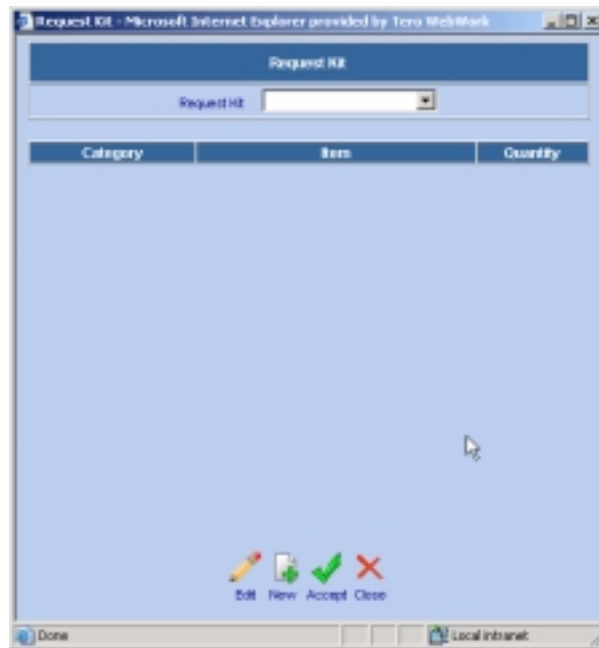 Request Kit - Microsoft Internet Explorer provided by Tero WebWork
Request Kit
Request Kit
Category Item Quantity
Edit New Accept Close
Done Local intranet